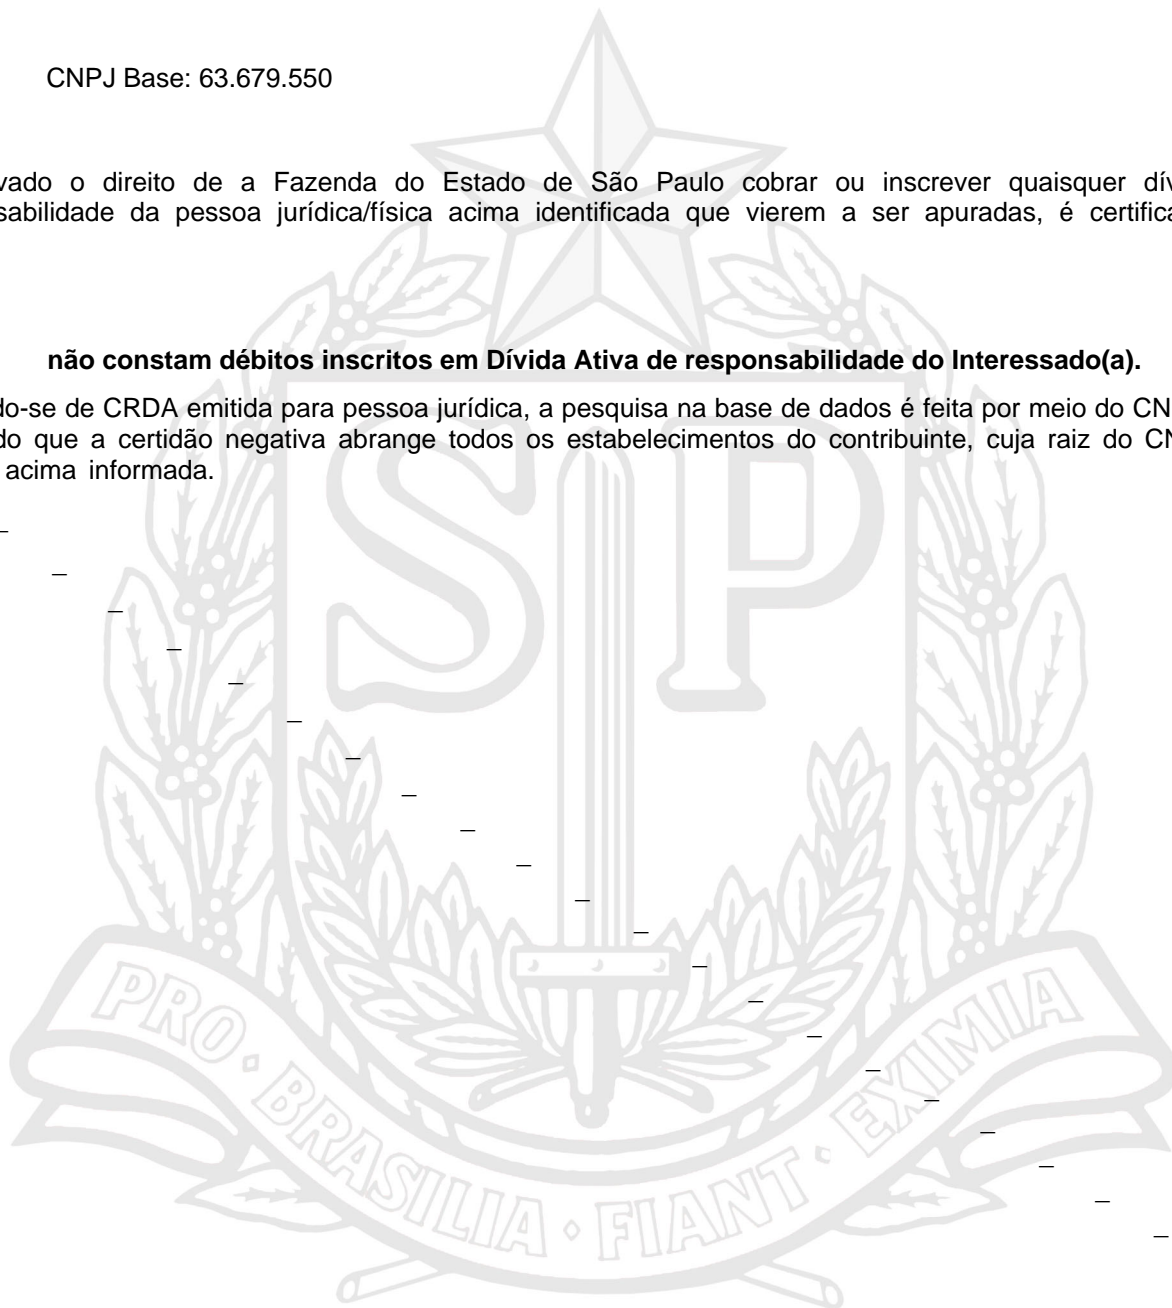 CNPJ Base: 63.679.550
vado o direito de a Fazenda do Estado de São Paulo cobrar ou inscrever quaisquer dív
sabilidade da pessoa jurídica/física acima identificada que vierem a ser apuradas, é certific
não constam débitos inscritos em Dívida Ativa de responsabilidade do Interessado(a).
do-se de CRDA emitida para pessoa jurídica, a pesquisa na base de dados é feita por meio do CN
do que a certidão negativa abrange todos os estabelecimentos do contribuinte, cuja raiz do CN
acima informada.
SP
PRO • BRASILIA • FIANT • EXIMIA